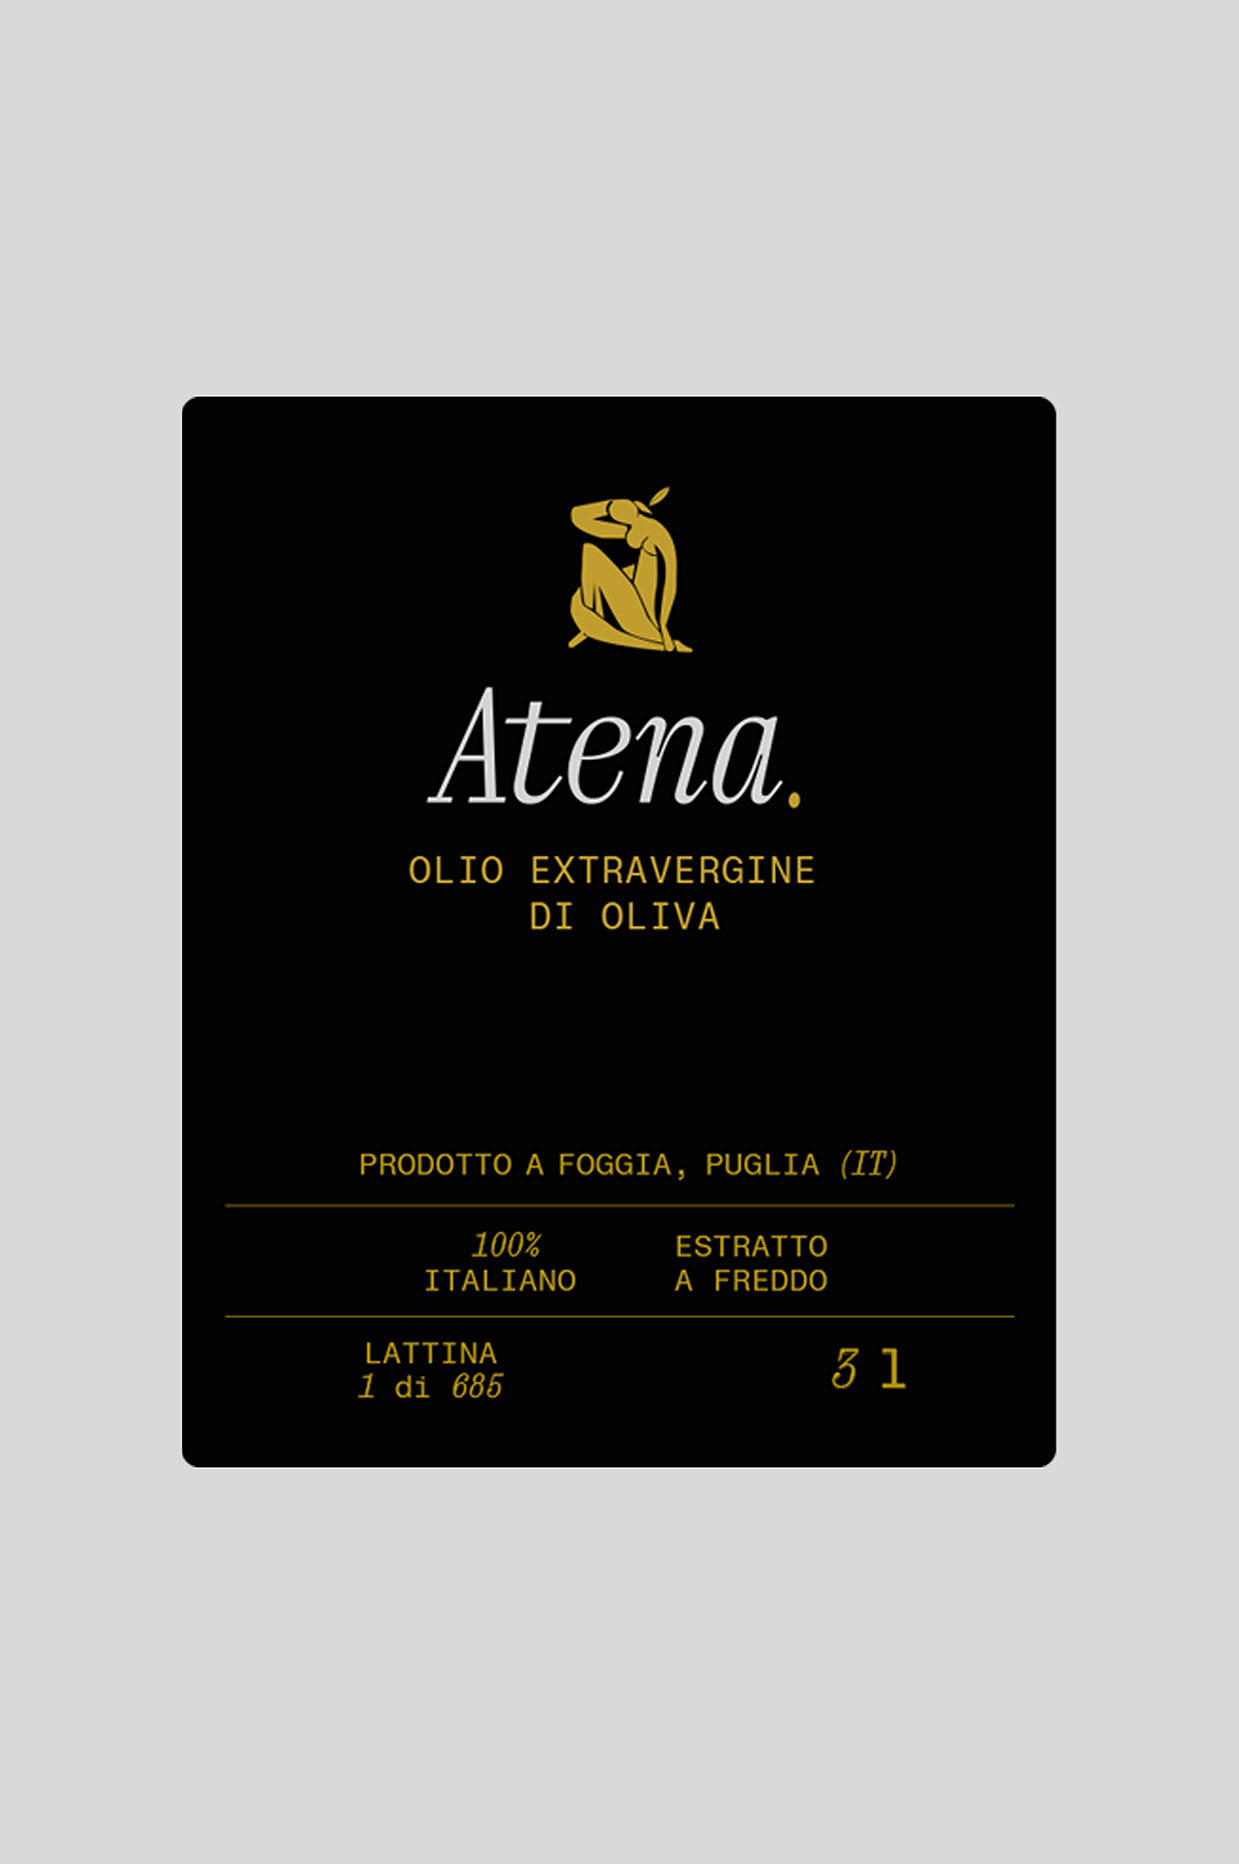 Atena.
OLIO EXTRAVERGINE
DI OLIVA
PRODOTTO A FOGGIA, PUGLIA (IT)
100%
ITALIANO
ESTRATTO
A FREDDO
LATTINA
1 di 685
3 l